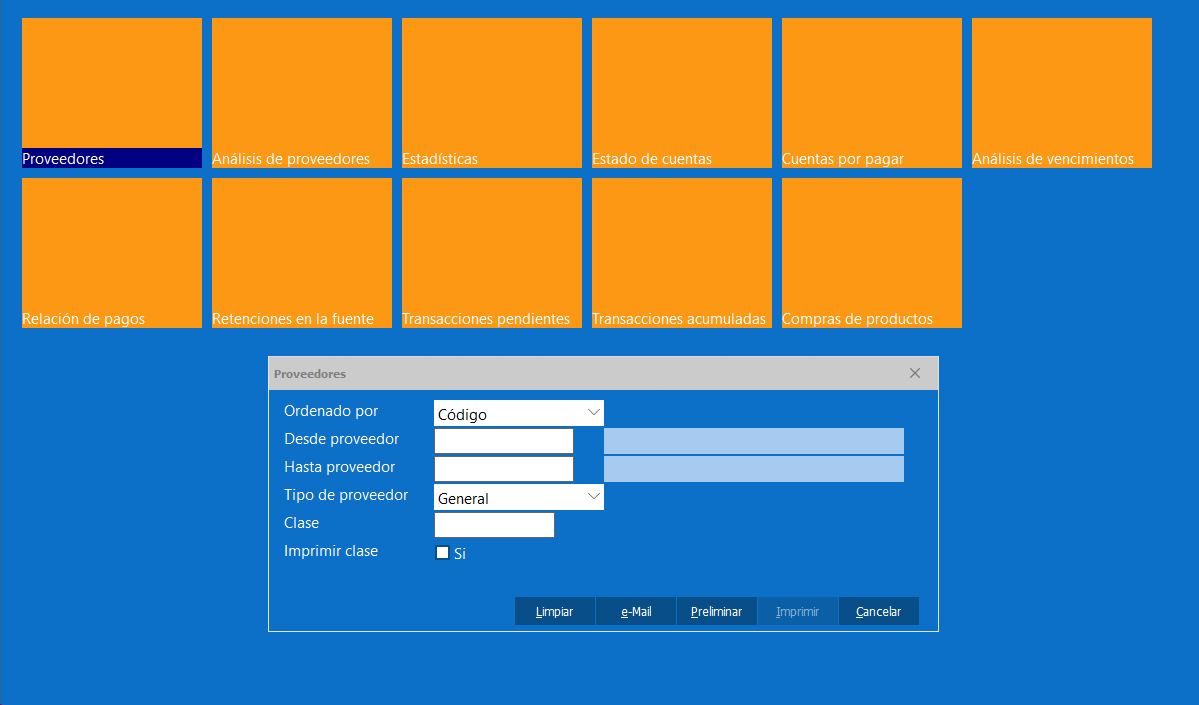 Proveedores
Análisis de proveedores
Estadísticas
Estado de cuentas
Cuentas por pagar
Análisis de vencimientos
Relación de pagos
Retenciones en la fuente
Transacciones pendientes
Transacciones acumuladas
Compras de productos
Proveedores
Ordenado por Código
Desde proveedor
Hasta proveedor
Tipo de proveedor General
Clase
Imprimir clase Si
Limpiar e-Mail Preliminar Imprimir Cancelar